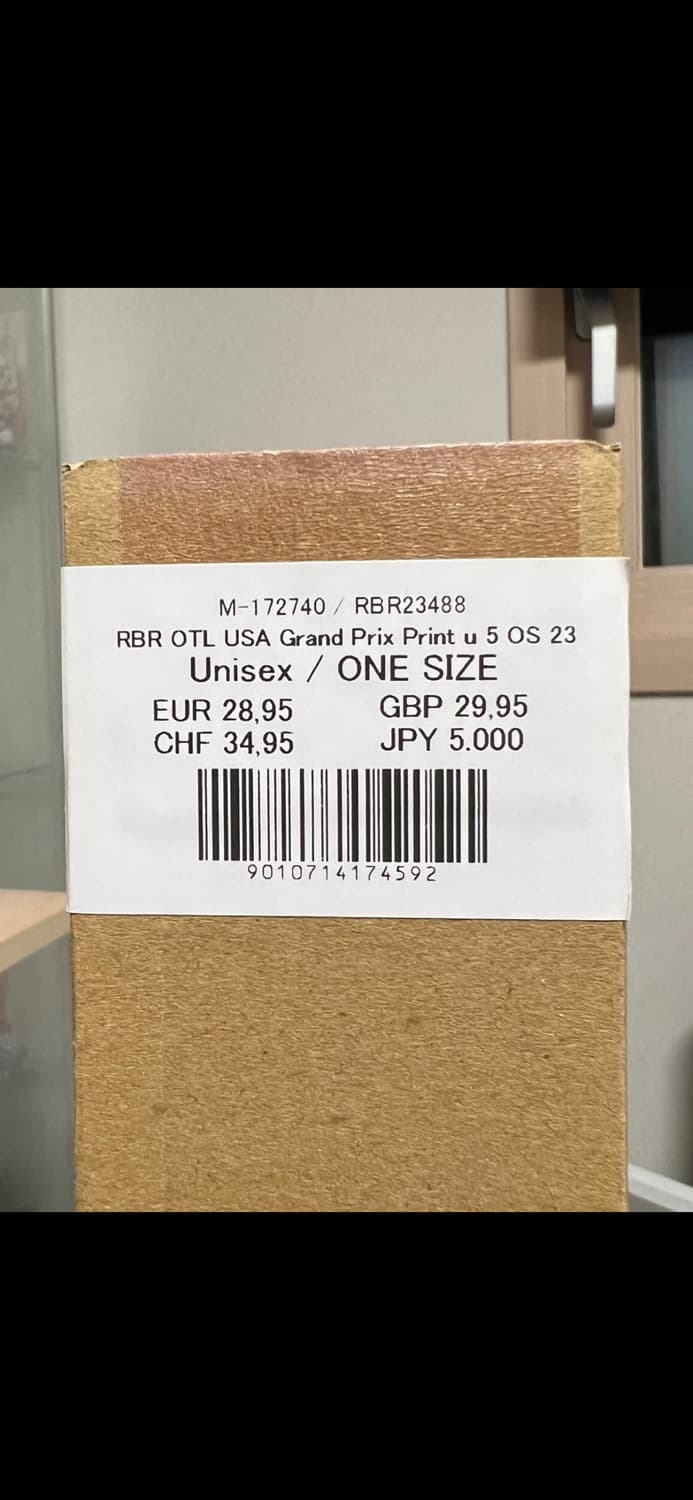 M-172740 / RBR23488
RBR OTL USA Grand Prix Print u 5 OS 23
Unisex / ONE SIZE
EUR 28,95 GBP 29,95
CHF 34,95 JPY 5.000
9010714174592